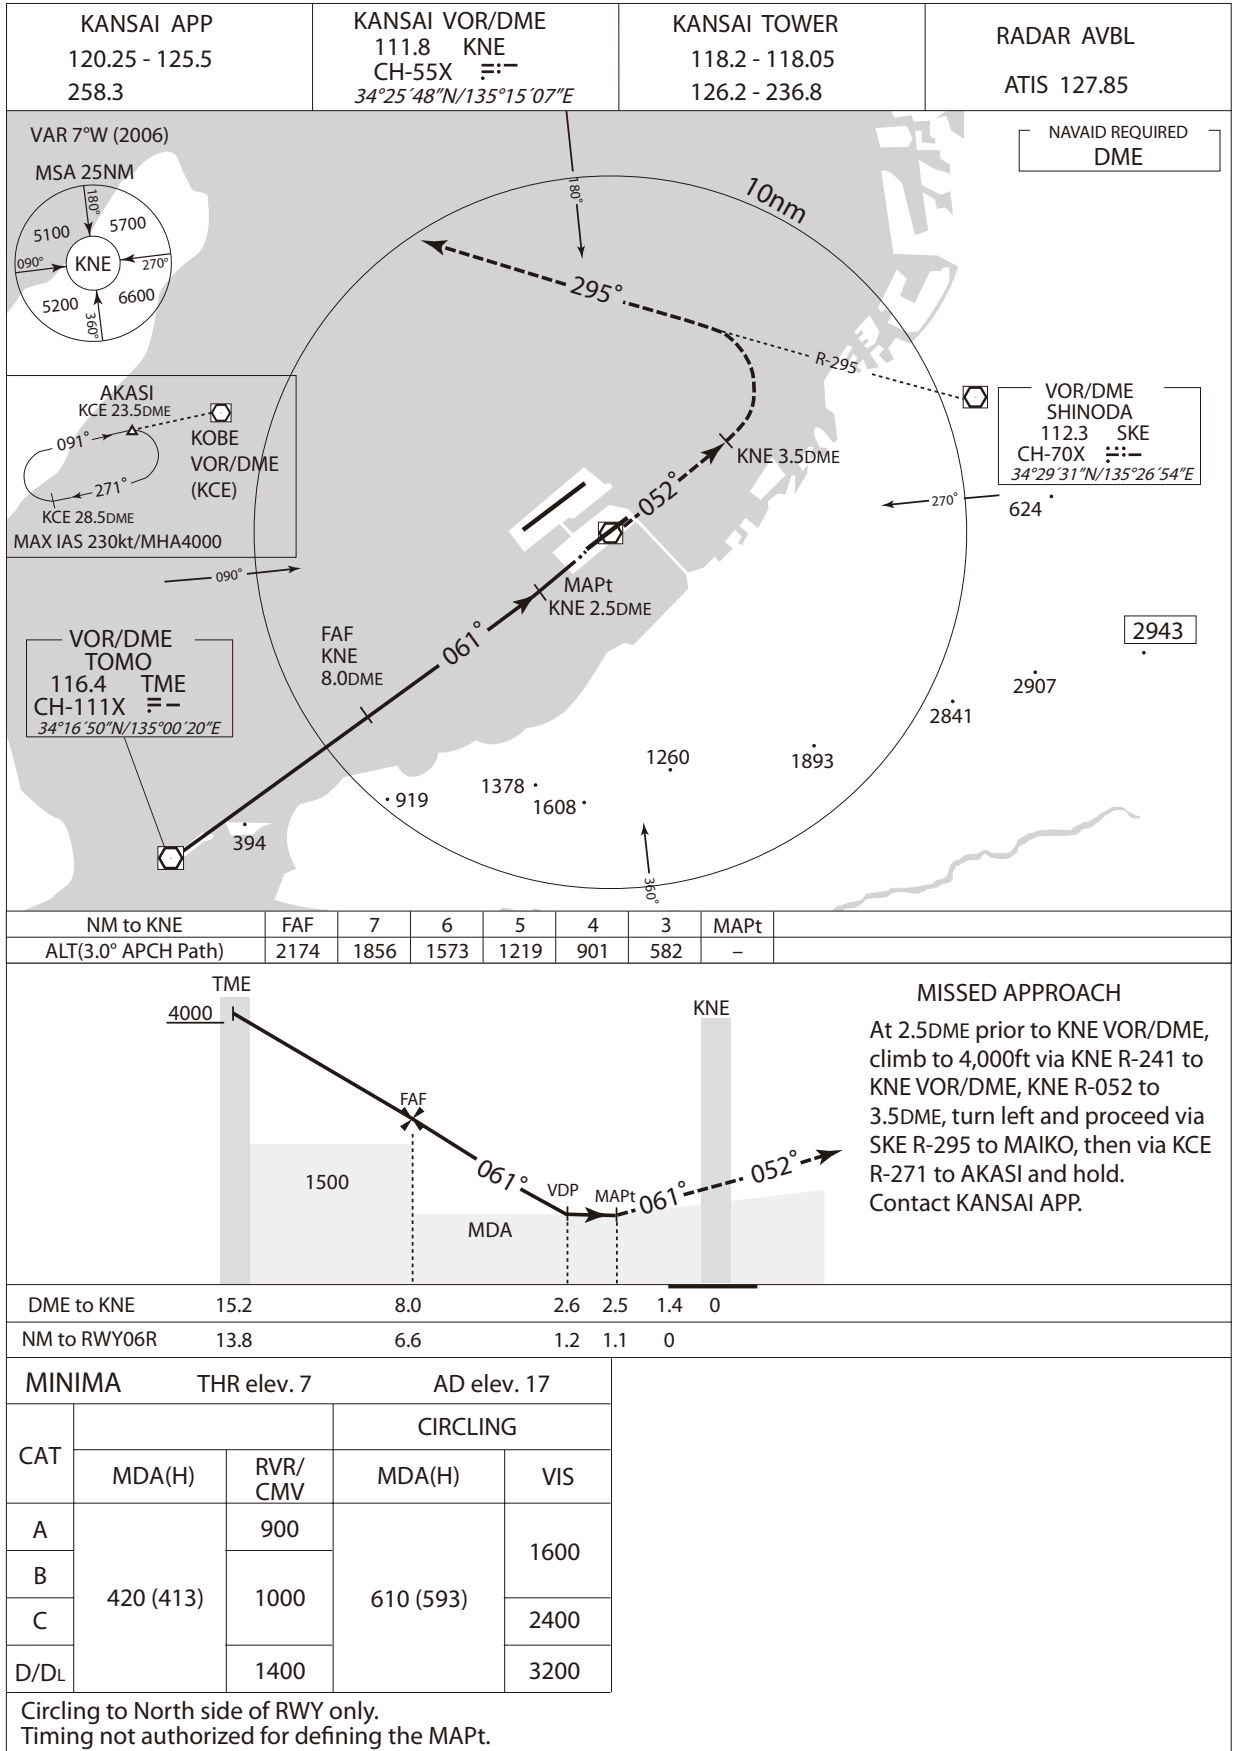 KANSAI APP
120.25 - 125.5
258.3
KANSAI VOR/DME
111.8 KNE
CH-55X
34°25´48”N/135°15´07”E
KANSAI TOWER
118.2 - 118.05
126.2 - 236.8
RADAR AVBL
ATIS 127.85
VAR 7°W (2006)
MSA 25NM
180°
5100
5700
090°
KNE
270°
5200
6600
360°
NAVAID REQUIRED
DME
180°
10nm
295°
R-295
AKASI
KCE 23.5DME
091°
271°
KCE 28.5DME
KOBE
VOR/DME
(KCE)
MAX IAS 230kt/MHA4000
VOR/DME
SHINODA
112.3 SKE
CH-70X
34°29´31”N/135°26´54”E
KNE 3.5DME
052°
270°
624
090°
MAPt
KNE 2.5DME
061°
FAF
KNE
8.0DME
VOR/DME
TOMO
116.4 TME
CH-111X
34°16´50”N/135°00´20”E
2943
2907
2841
1893
1260
1378
1608
919
394
360°
NM to KNE FAF 7 6 5 4 3 MAPt
ALT(3.0° APCH Path) 2174 1856 1573 1219 901 582 –
TME
4000
FAF
1500
061°
MDA
VDP
MAPt
061°
052°
KNE
MISSED APPROACH
At 2.5DME prior to KNE VOR/DME,
climb to 4,000ft via KNE R-241 to
KNE VOR/DME, KNE R-052 to
3.5DME, turn left and proceed via
SKE R-295 to MAIKO, then via KCE
R-271 to AKASI and hold.
Contact KANSAI APP.
DME to KNE 15.2 8.0 2.6 2.5 1.4 0
NM to RWY06R 13.8 6.6 1.2 1.1 0
MINIMA THR elev. 7 AD elev. 17
CAT
CIRCLING
MDA(H) RVR/CMV MDA(H) VIS
A 900
B 1600
420 (413) 1000 610 (593)
C 2400
D/DL 1400 3200
Circling to North side of RWY only.
Timing not authorized for defining the MAPt.